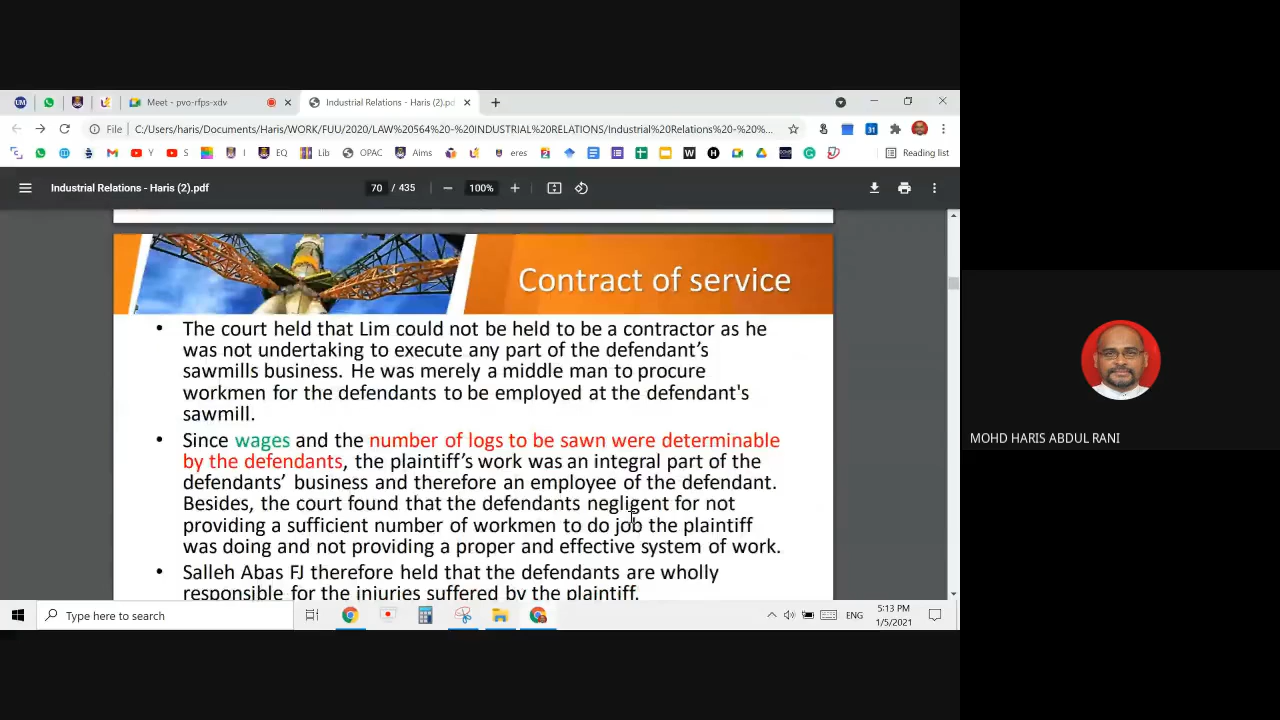 Meet - pvo-rfps-xdv
Industrial Relations - Haris (2).pd
File
C:/Users/haris/Documents/Haris/WORK/FUU/2020/LAW%20564%20-%20INDUSTRIAL%20RELATIONS/Industrial%20Relations%20-%20%...
Y S I EQ Lib OPAC Aims eres Reading list
Industrial Relations - Haris (2).pdf
70 / 435
100%
Contract of service
• The court held that Lim could not be held to be a contractor as he
was not undertaking to execute any part of the defendant's
sawmills business. He was merely a middle man to procure
workmen for the defendants to be employed at the defendant's
sawmill.
• Since wages and the number of logs to be sawn were determinable
by the defendants, the plaintiff's work was an integral part of the
defendants' business and therefore an employee of the defendant.
Besides, the court found that the defendants negligent for not
providing a sufficient number of workmen to do job the plaintiff
was doing and not providing a proper and effective system of work.
• Salleh Abas FJ therefore held that the defendants are wholly
responsible for the injuries suffered by the plaintiff.
MOHD HARIS ABDUL RANI
Type here to search
ENG
5:13 PM
1/5/2021